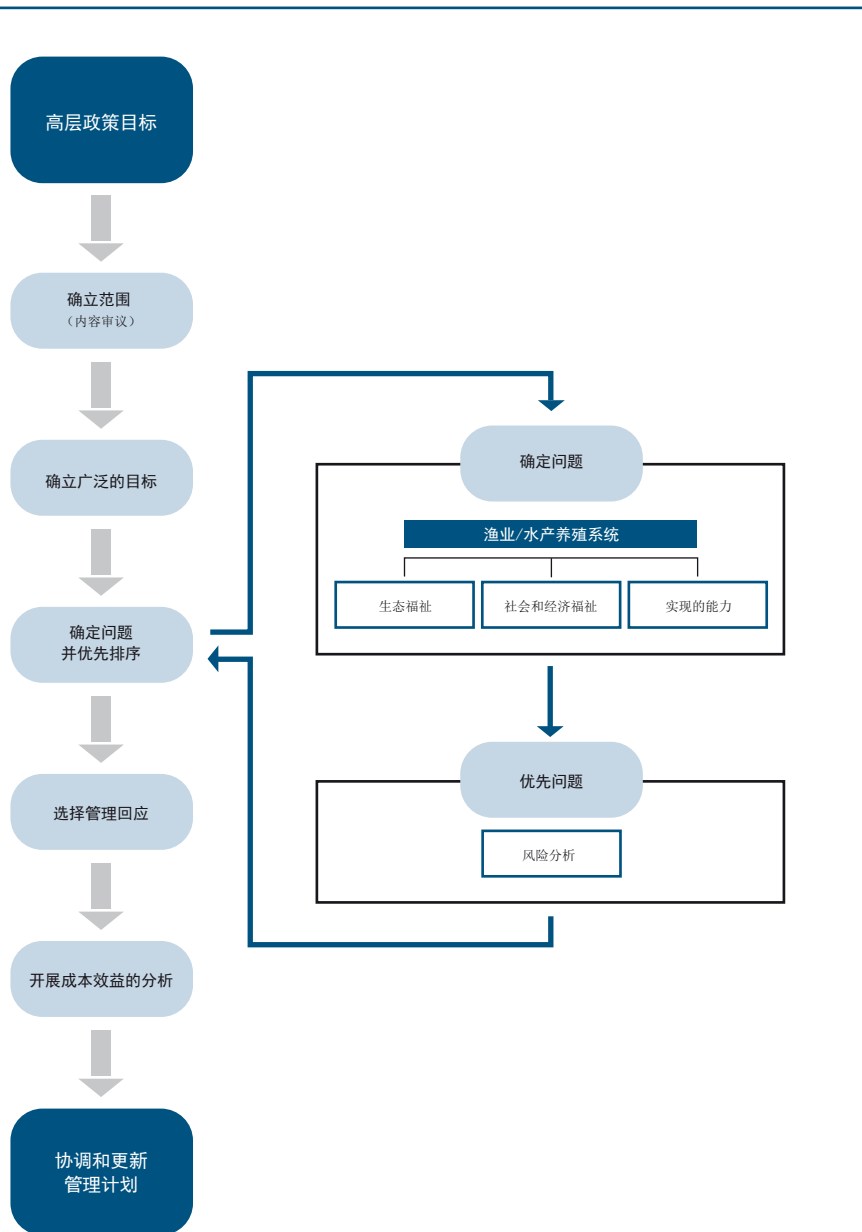 高层政策目标
确立范围
（内容审议）
确立广泛的目标
确定问题
并优先排序
选择管理回应
开展成本效益的分析
协调和更新
管理计划
确定问题
渔业/水产养殖系统
生态福祉
社会和经济福祉
实现的能力
优先问题
风险分析